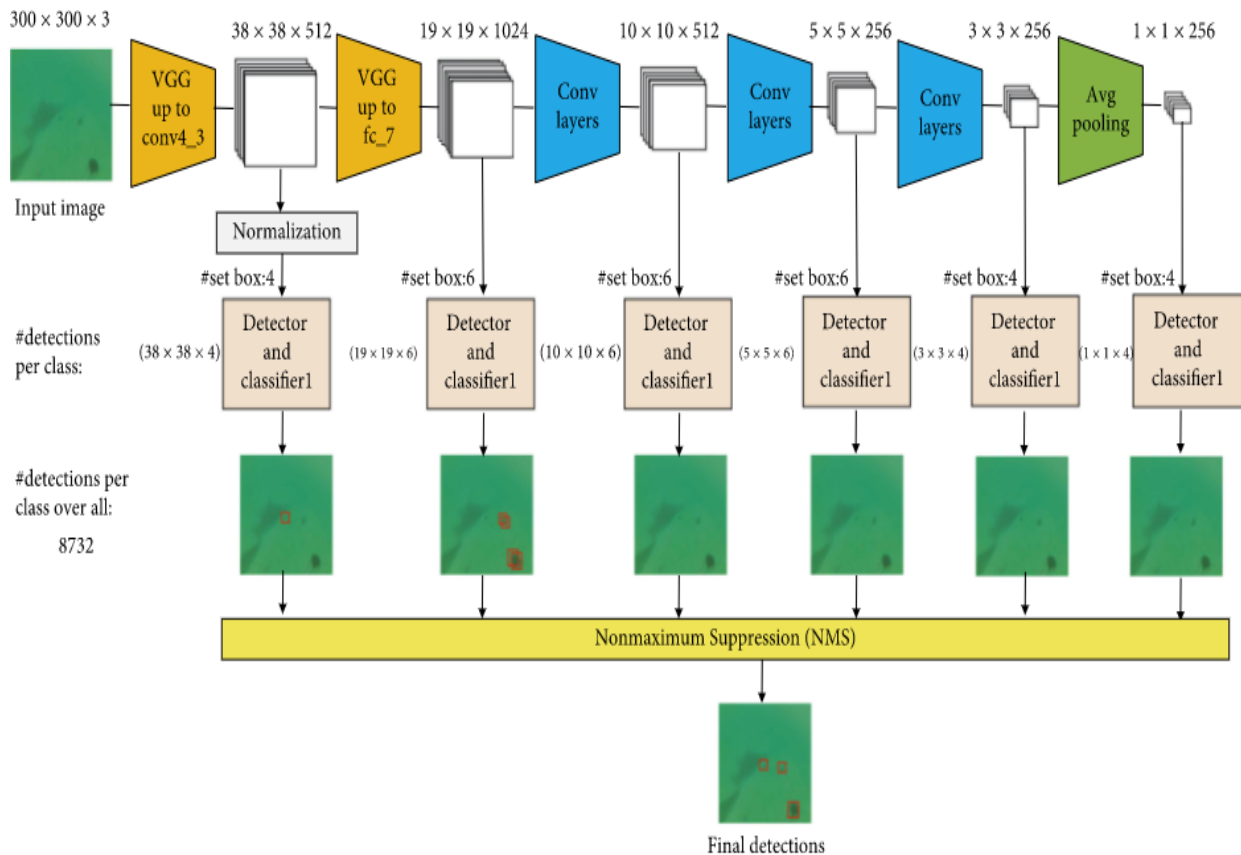 300 × 300 × 3
38 × 38 × 512
19 × 19 × 1024
10 × 10 × 512
5 × 5 × 256
3 × 3 × 256
1 × 1 × 256
VGG
up to
conv4_3
VGG
up to
fc_7
Conv
layers
Conv
layers
Conv
layers
Avg
pooling
Input image
Normalization
#set box:4
#set box:6
#set box:6
#set box:6
#set box:4
#set box:4
#detections
per class:
(38 × 38 × 4)
Detector
and
classifier1
(19 × 19 × 6)
Detector
and
classifier1
(10 × 10 × 6)
Detector
and
classifier1
(5 × 5 × 6)
Detector
and
classifier1
(3 × 3 × 4)
Detector
and
classifier1
(1 × 1 × 4)
Detector
and
classifier1
#detections per
class over all:
8732
Nonmaximum Suppression (NMS)
Final detections